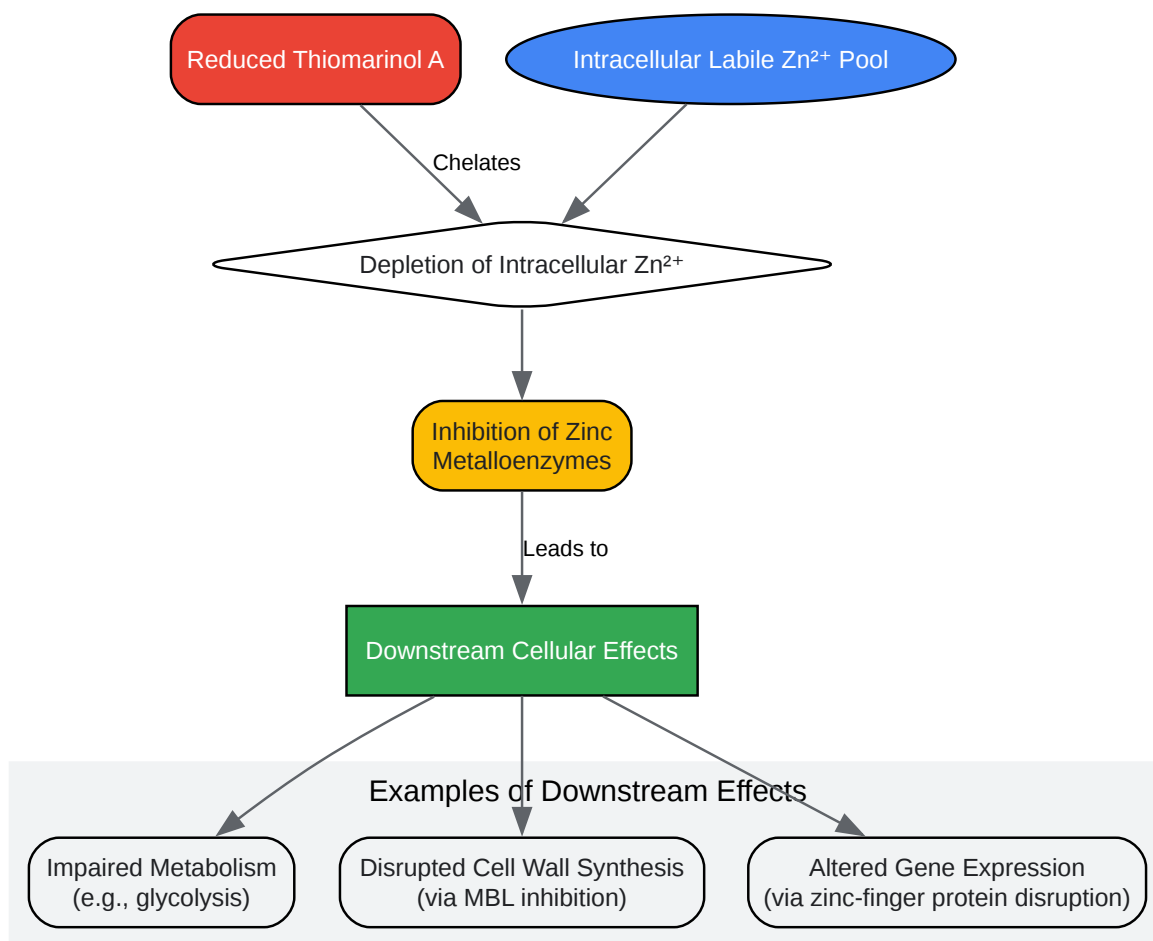 Reduced Thiomarinol A
Intracellular Labile Zn²⁺ Pool
Chelates
Depletion of Intracellular Zn²⁺
Inhibition of Zinc
Metalloenzymes
Leads to
Downstream Cellular Effects
Examples of Downstream Effects
Impaired Metabolism
(e.g., glycolysis)
Disrupted Cell Wall Synthesis
(via MBL inhibition)
Altered Gene Expression
(via zinc-finger protein disruption)